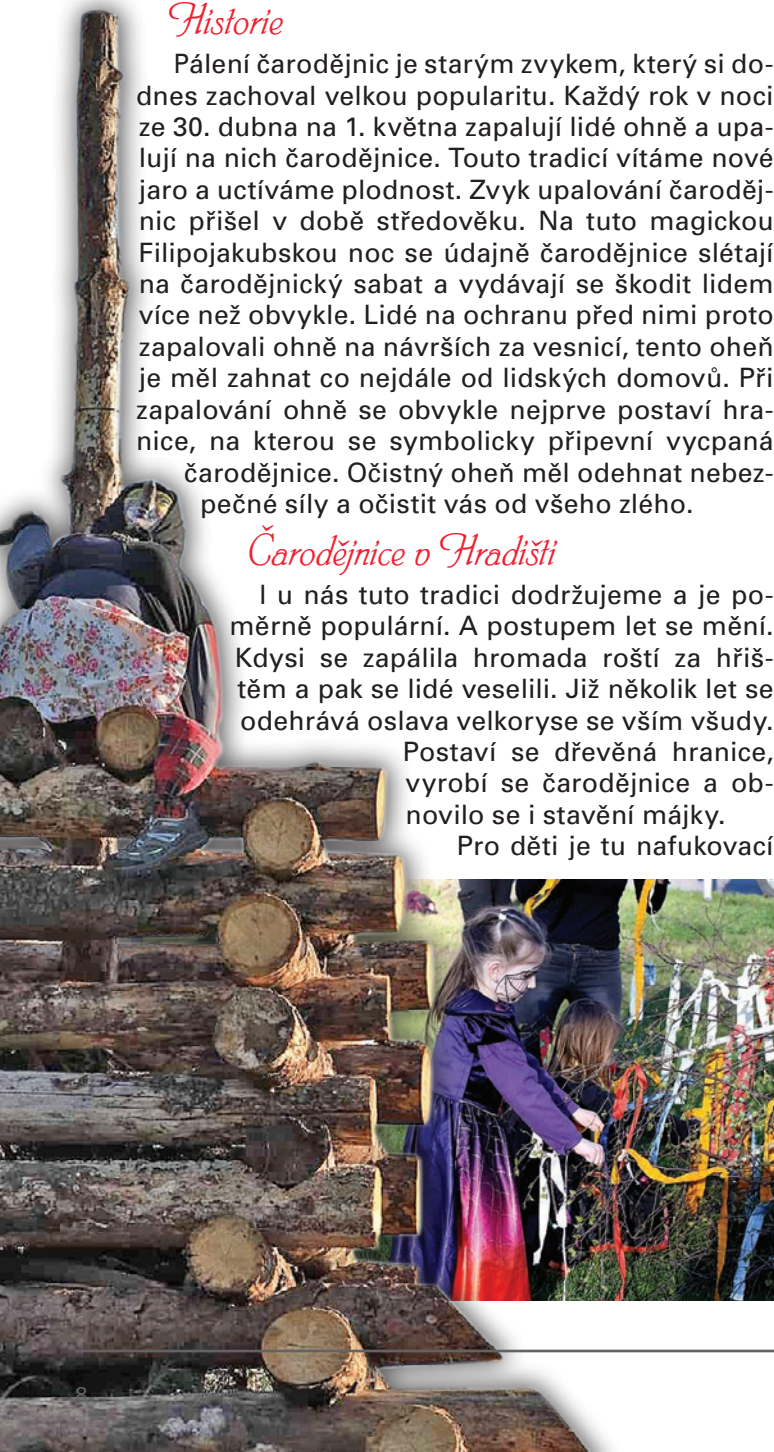 Historie
Pálení čarodějnic je starým zvykem, který si do-
dnes zachoval velkou popularitu. Každý rok v noci
ze 30. dubna na 1. května zapalují lidé ohně a upa-
lují na nich čarodějnice. Touto tradicí vítáme nové
jaro a uctíváme plodnost. Zvyk upalování čaroděj-
nic přišel v době středověku. Na tuto magickou
Filipojakubskou noc se údajně čarodějnice slétají
na čarodějnický sabat a vydávají se škodit lidem
více než obvykle. Lidé na ochranu před nimi proto
zapalovali ohně na návrších za vesnicí, tento oheň
je měl zahnat co nejdále od lidských domovů. Při
zapalování ohně se obvykle nejprve postaví hra-
nice, na kterou se symbolicky připevní vycpaná
čarodějnice. Očistný oheň měl odehnat nebez-
pečné síly a očistit vás od všeho zlého.
Čarodějnice v Hradišti
I u nás tuto tradici dodržujeme a je po-
měrně populární. A postupem let se mění.
Kdysi se zapálila hromada roští za hřiš-
těm a pak se lidé veselili. Již několik let se
odehrává oslava velkoryse se vším všudy.
Postaví se dřevěná hranice,
vyrobí se čarodějnice a ob-
novilo se i stavění májky.
Pro děti je tu nafukovací